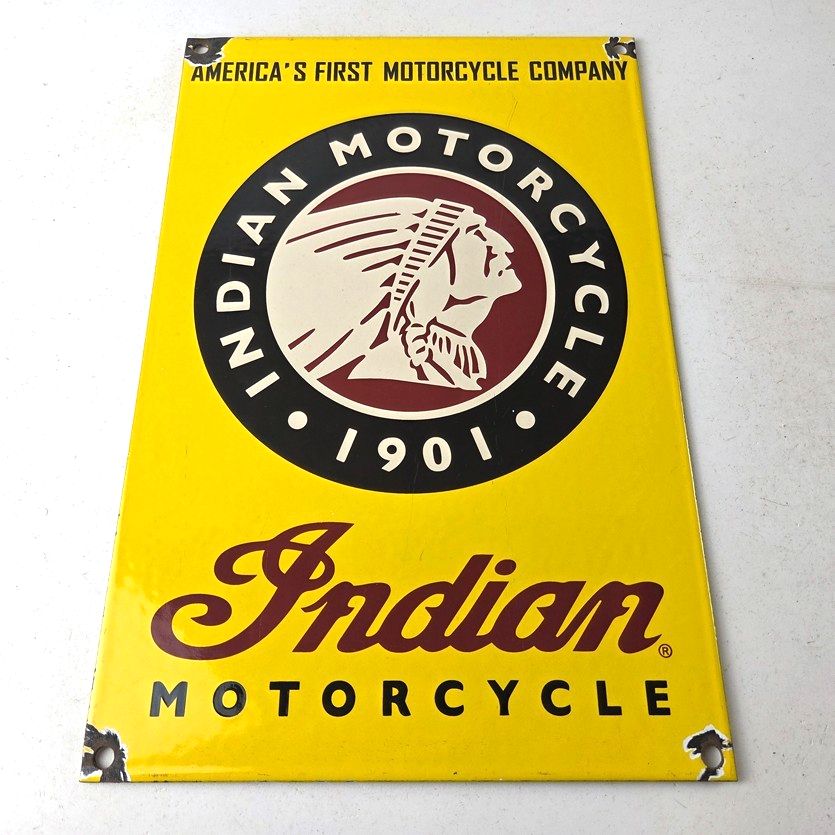 AMERICA'S FIRST MOTORCYCLE COMPANY
INDIAN MOTORCYCLE
• 1901 •
Indian®
MOTORCYCLE